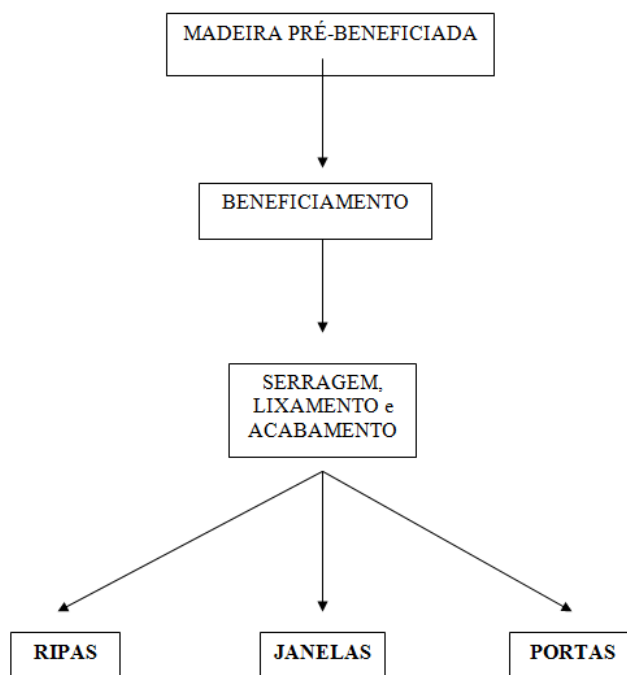 MADEIRA PRÉ-BENEFICIADA
BENEFICIAMENTO
SERRAGEM,
LIXAMENTO e
ACABAMENTO
RIPAS
JANELAS
PORTAS